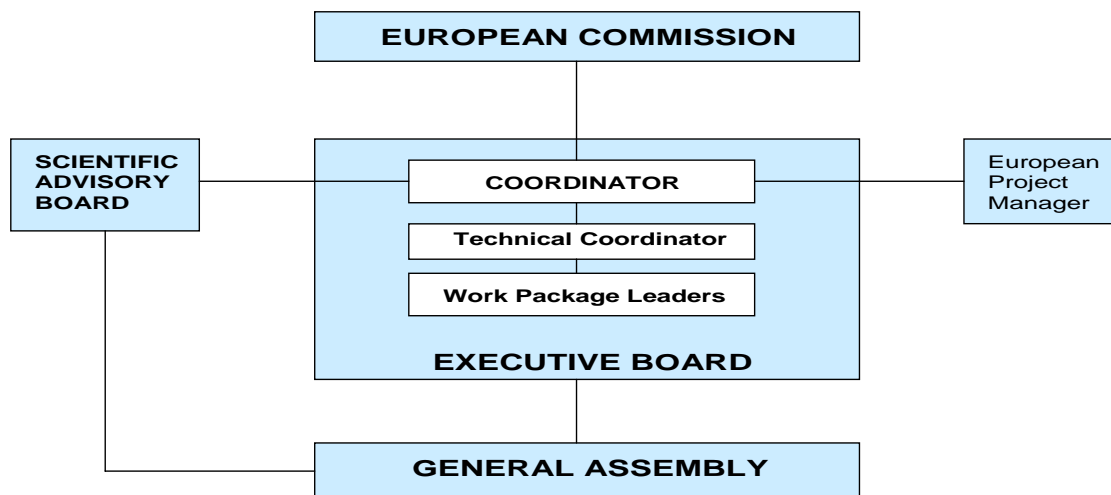 EUROPEAN COMMISSION
SCIENTIFIC
ADVISORY
BOARD
COORDINATOR
Technical Coordinator
Work Package Leaders
EXECUTIVE BOARD
European
Project
Manager
GENERAL ASSEMBLY